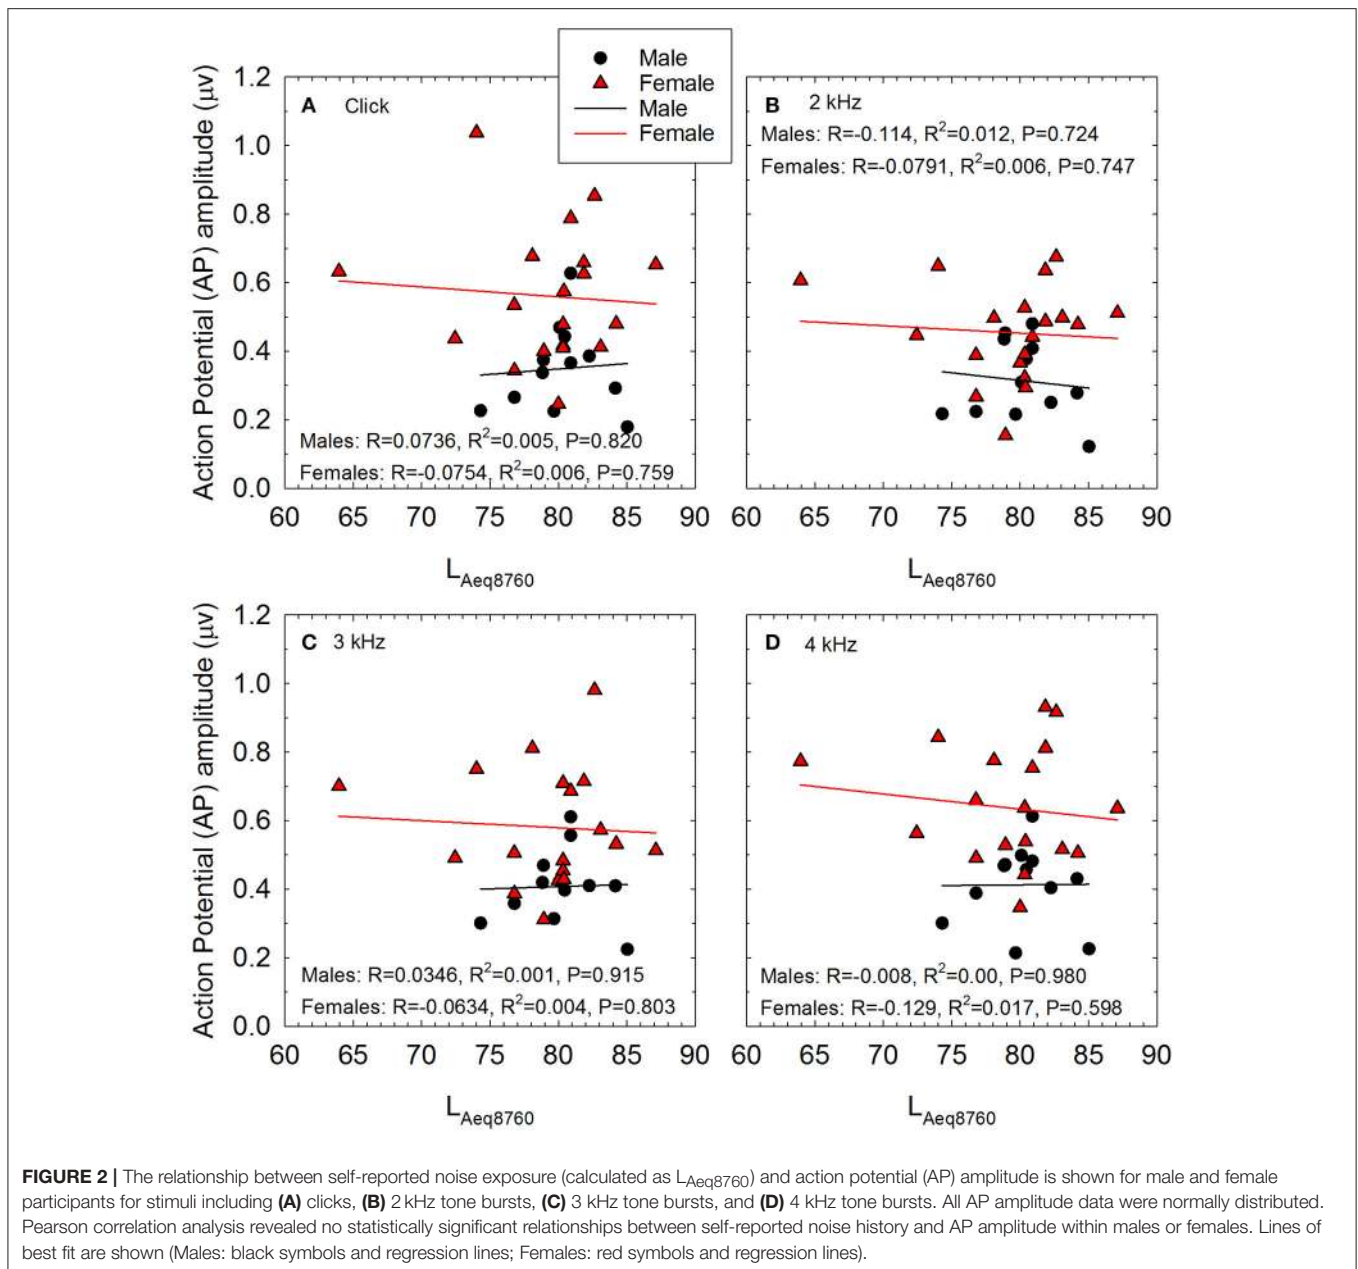 Male
Female
Male
Female
Action Potential (AP) amplitude (μv)
1.2
1.0
0.8
0.6
0.4
0.2
0.0
A Click
Males: R=0.0736, R²=0.005, P=0.820
Females: R=-0.0754, R²=0.006, P=0.759
60 65 70 75 80 85 90
LAeq8760
B 2 kHz
Males: R=-0.114, R²=0.012, P=0.724
Females: R=-0.0791, R²=0.006, P=0.747
60 65 70 75 80 85 90
LAeq8760
Action Potential (AP) amplitude (μv)
1.2
1.0
0.8
0.6
0.4
0.2
0.0
C 3 kHz
Males: R=0.0346, R²=0.001, P=0.915
Females: R=-0.0634, R²=0.004, P=0.803
60 65 70 75 80 85 90
LAeq8760
D 4 kHz
Males: R=-0.008, R²=0.00, P=0.980
Females: R=-0.129, R²=0.017, P=0.598
60 65 70 75 80 85 90
LAeq8760
FIGURE 2 | The relationship between self-reported noise exposure (calculated as LAeq8760) and action potential (AP) amplitude is shown for male and female
participants for stimuli including (A) clicks, (B) 2 kHz tone bursts, (C) 3 kHz tone bursts, and (D) 4 kHz tone bursts. All AP amplitude data were normally distributed.
Pearson correlation analysis revealed no statistically significant relationships between self-reported noise history and AP amplitude within males or females. Lines of
best fit are shown (Males: black symbols and regression lines; Females: red symbols and regression lines).